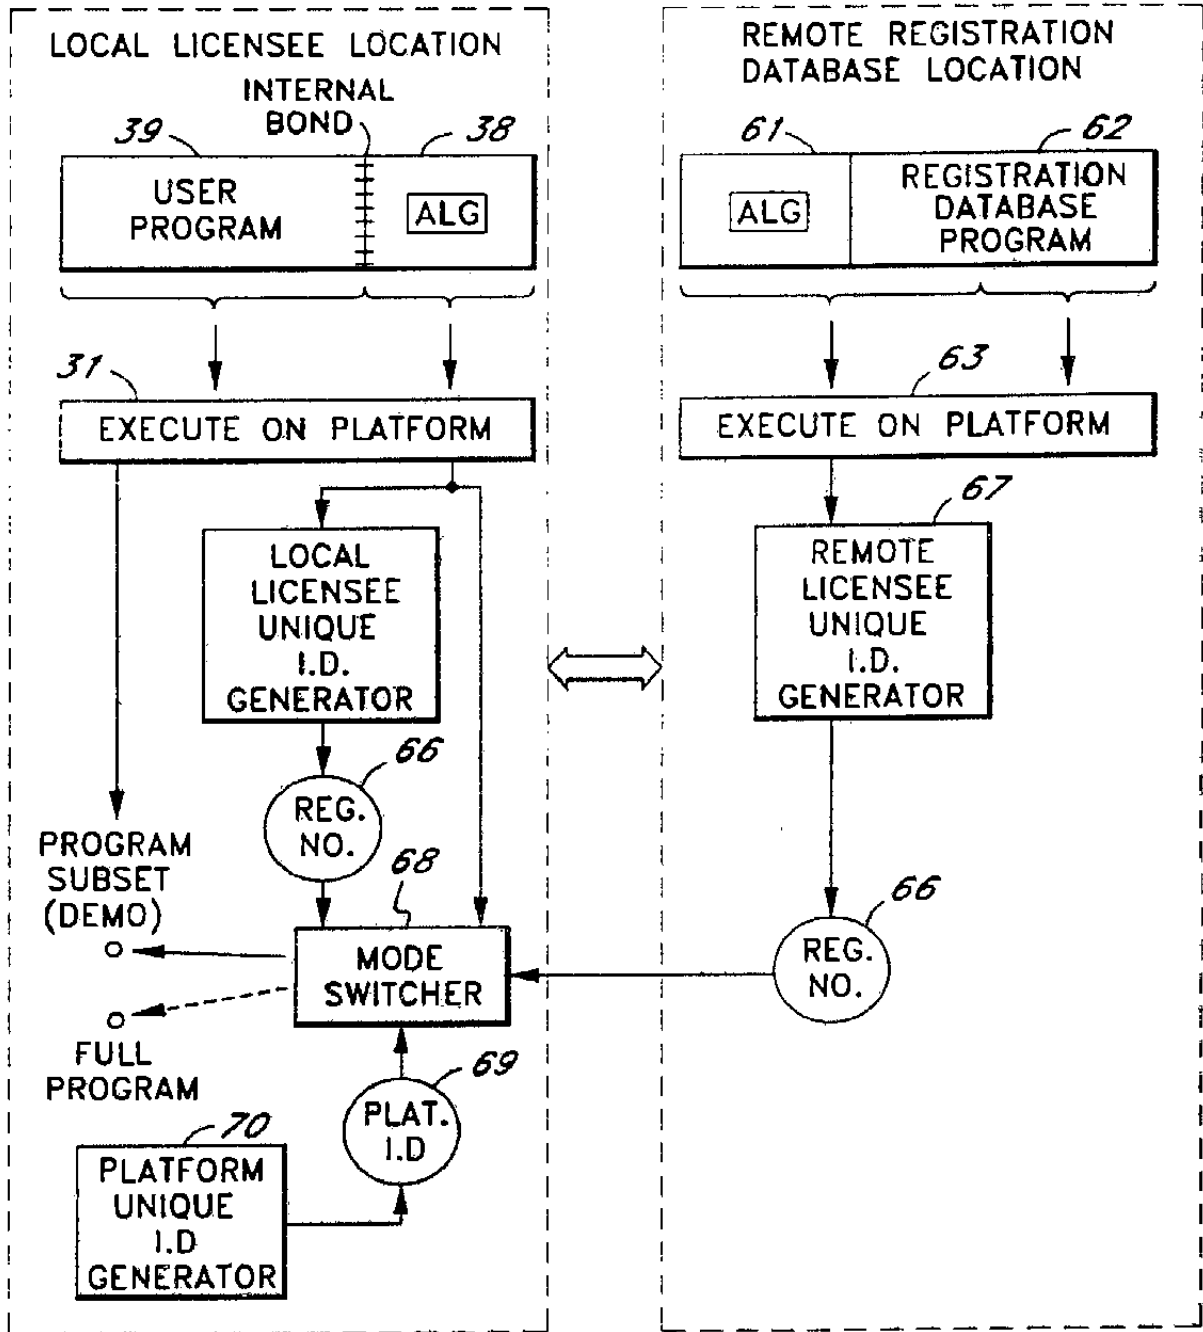 LOCAL LICENSEE LOCATION
INTERNAL
BOND
39
38
USER
PROGRAM
ALG
31
EXECUTE ON PLATFORM
LOCAL
LICENSEE
UNIQUE
I.D.
GENERATOR
66
REG.
NO.
PROGRAM
SUBSET
(DEMO)
68
MODE
SWITCHER
FULL
PROGRAM
69
PLAT.
I.D
70
PLATFORM
UNIQUE
I.D
GENERATOR
REMOTE REGISTRATION
DATABASE LOCATION
61
62
ALG
REGISTRATION
DATABASE
PROGRAM
63
EXECUTE ON PLATFORM
67
REMOTE
LICENSEE
UNIQUE
I.D.
GENERATOR
66
REG.
NO.